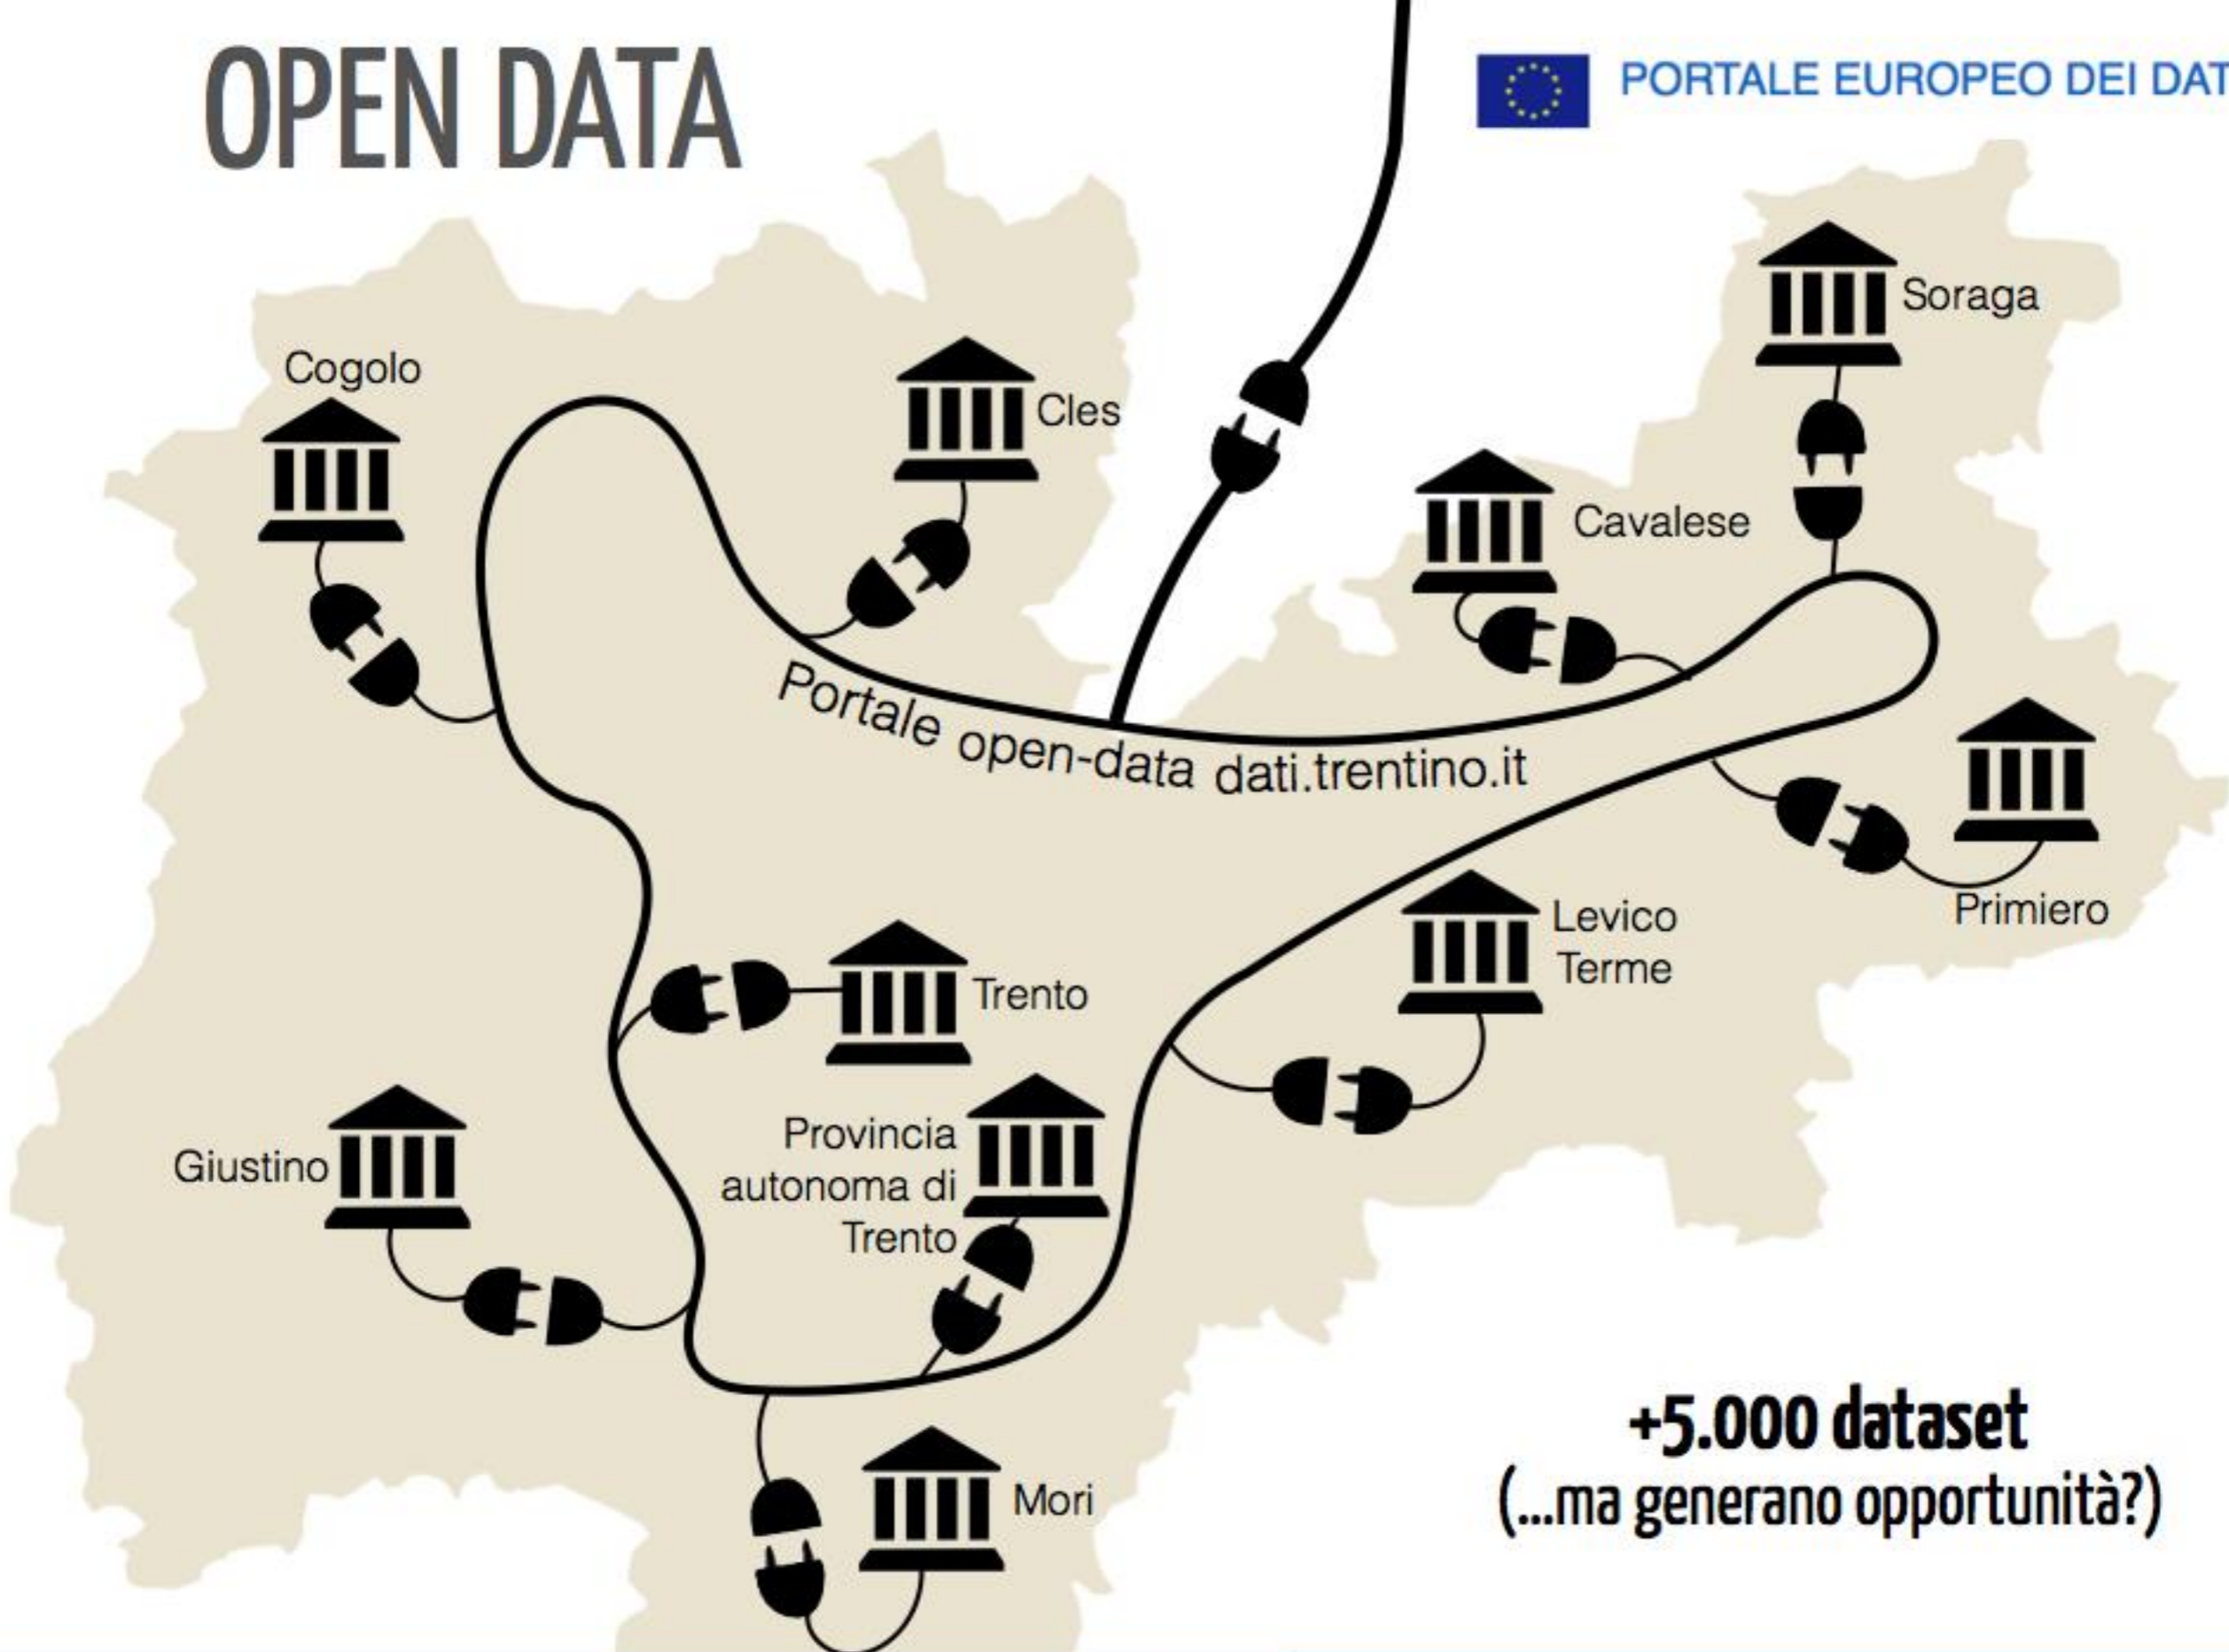 OPEN DATA
PORTALE EUROPEO DEI DAT
Soraga
Cogolo
Cles
Cavalese
Portale open-data dati.trentino.it
Primiero
Levico
Terme
Trento
Provincia
autonoma di
Trento
Giustino
Mori
+5.000 dataset
(...ma generano opportunità?)